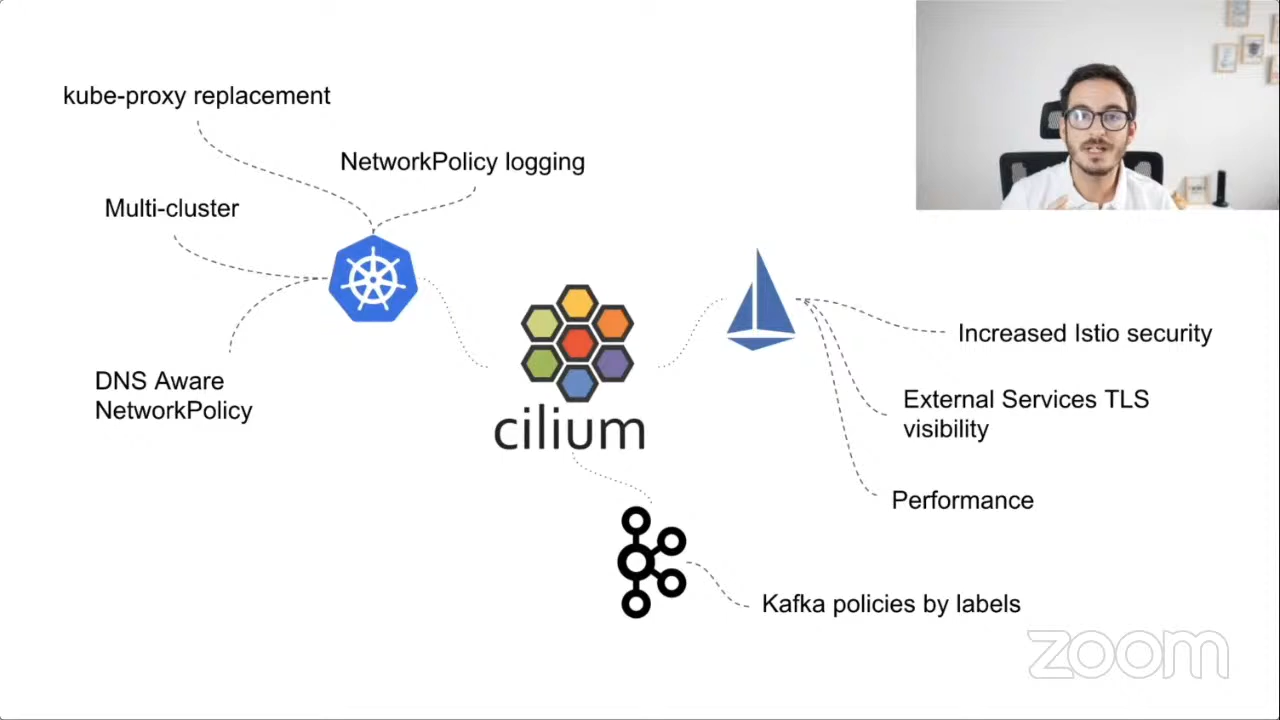 kube-proxy replacement
NetworkPolicy logging
Multi-cluster
DNS Aware
NetworkPolicy
cilium
Increased Istio security
External Services TLS
visibility
Performance
Kafka policies by labels
zoom